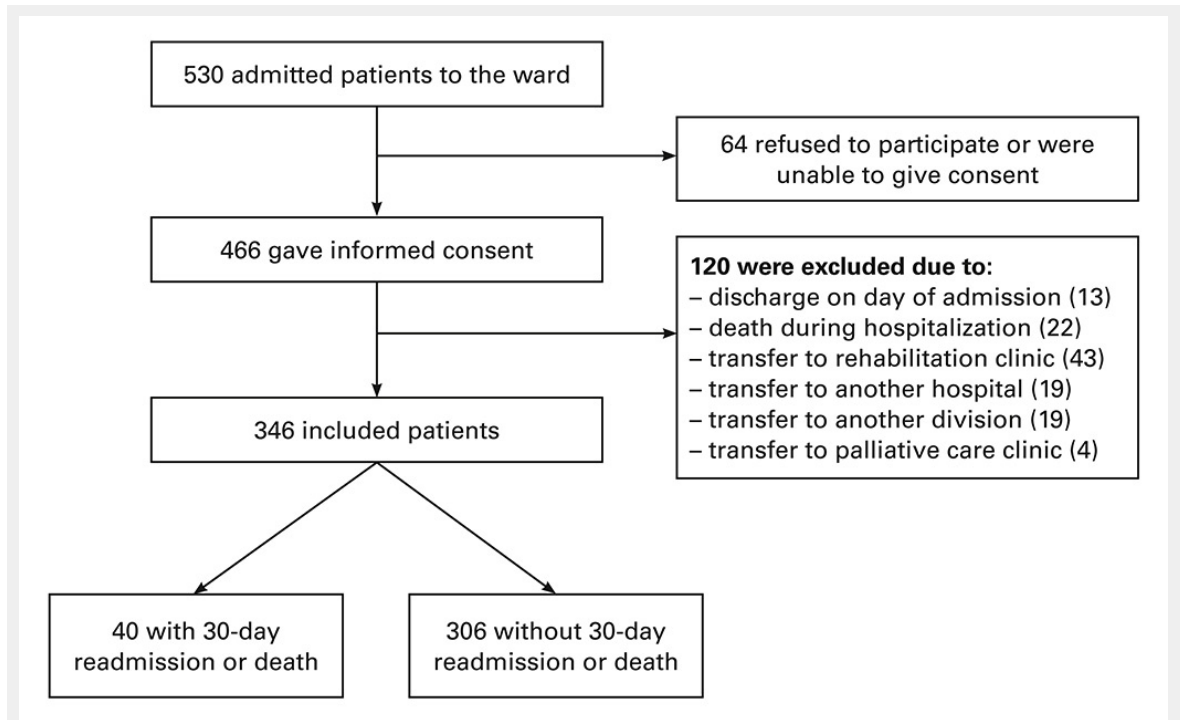 530 admitted patients to the ward
64 refused to participate or were
unable to give consent
466 gave informed consent
120 were excluded due to:
– discharge on day of admission (13)
– death during hospitalization (22)
– transfer to rehabilitation clinic (43)
– transfer to another hospital (19)
– transfer to another division (19)
– transfer to palliative care clinic (4)
346 included patients
40 with 30-day
readmission or death
306 without 30-day
readmission or death